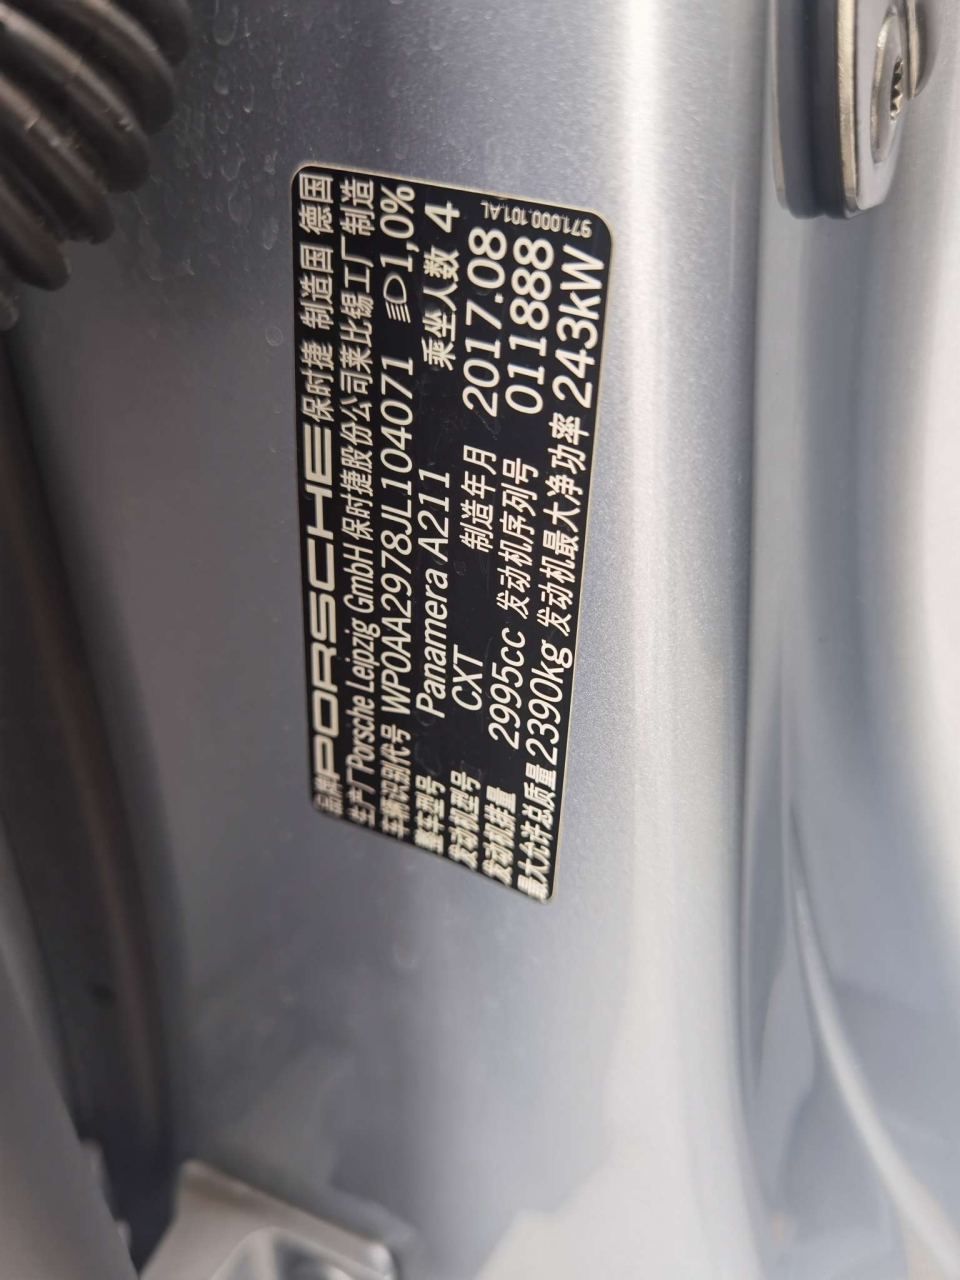 品牌 PORSCHE 保时捷 制造国 德国
生产厂 Porsche Leipzig GmbH 保时捷股份公司莱比锡工厂制造
车辆识别代号 WP0AA2978JL104071 1,0%
整车型号 Panamera A211 乘坐人数 4
发动机型号 CXT 制造年月 2017.08
发动机排量 2995cc 发动机序列号 011888
最大允许总质量 2390kg 发动机最大净功率 243kW
971.000.101.AL